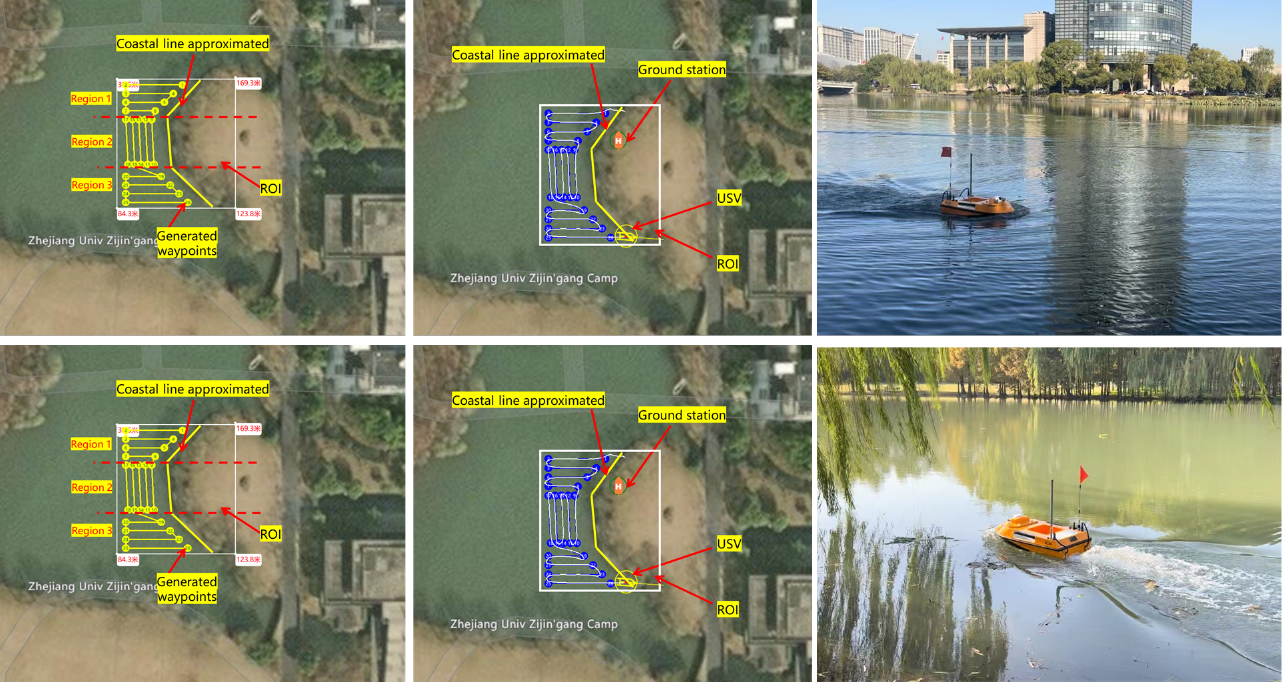 Coastal line approximated
169.3米
Region 1
Region 2
Region 3
ROI
84.3米
123.8米
Generated
waypoints
Zhejiang Univ Zijin'gang
Coastal line approximated
Ground station
H
USV
ROI
Zhejiang Univ Zijin'gang Camp
Coastal line approximated
169.3米
Region 1
Region 2
Region 3
ROI
84.3米
123.8米
Generated
waypoints
Zhejiang Univ Zijin'gang
Coastal line approximated
Ground station
H
USV
ROI
Zhejiang Univ Zijin'gang Camp